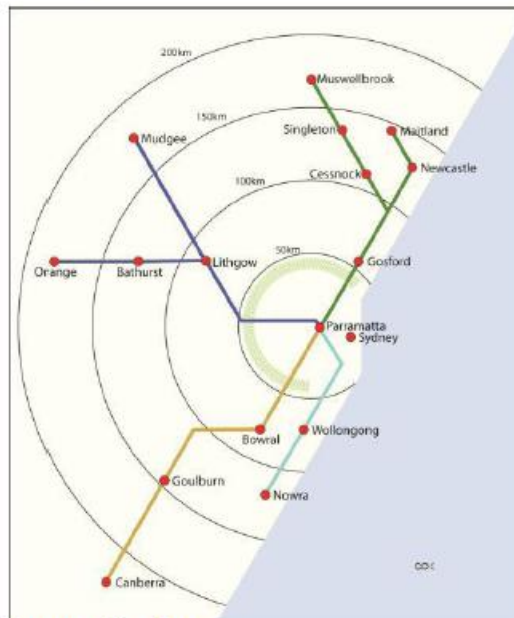 200km
Muswellbrook
150km
Singleton
Maitland
Mudgee
Newcastle
Cessnock
100km
50km
Gosford
Orange
Bathurst
Lithgow
Parramatta
Sydney
Bowral
Wollongong
Goulburn
Nowra
Canberra